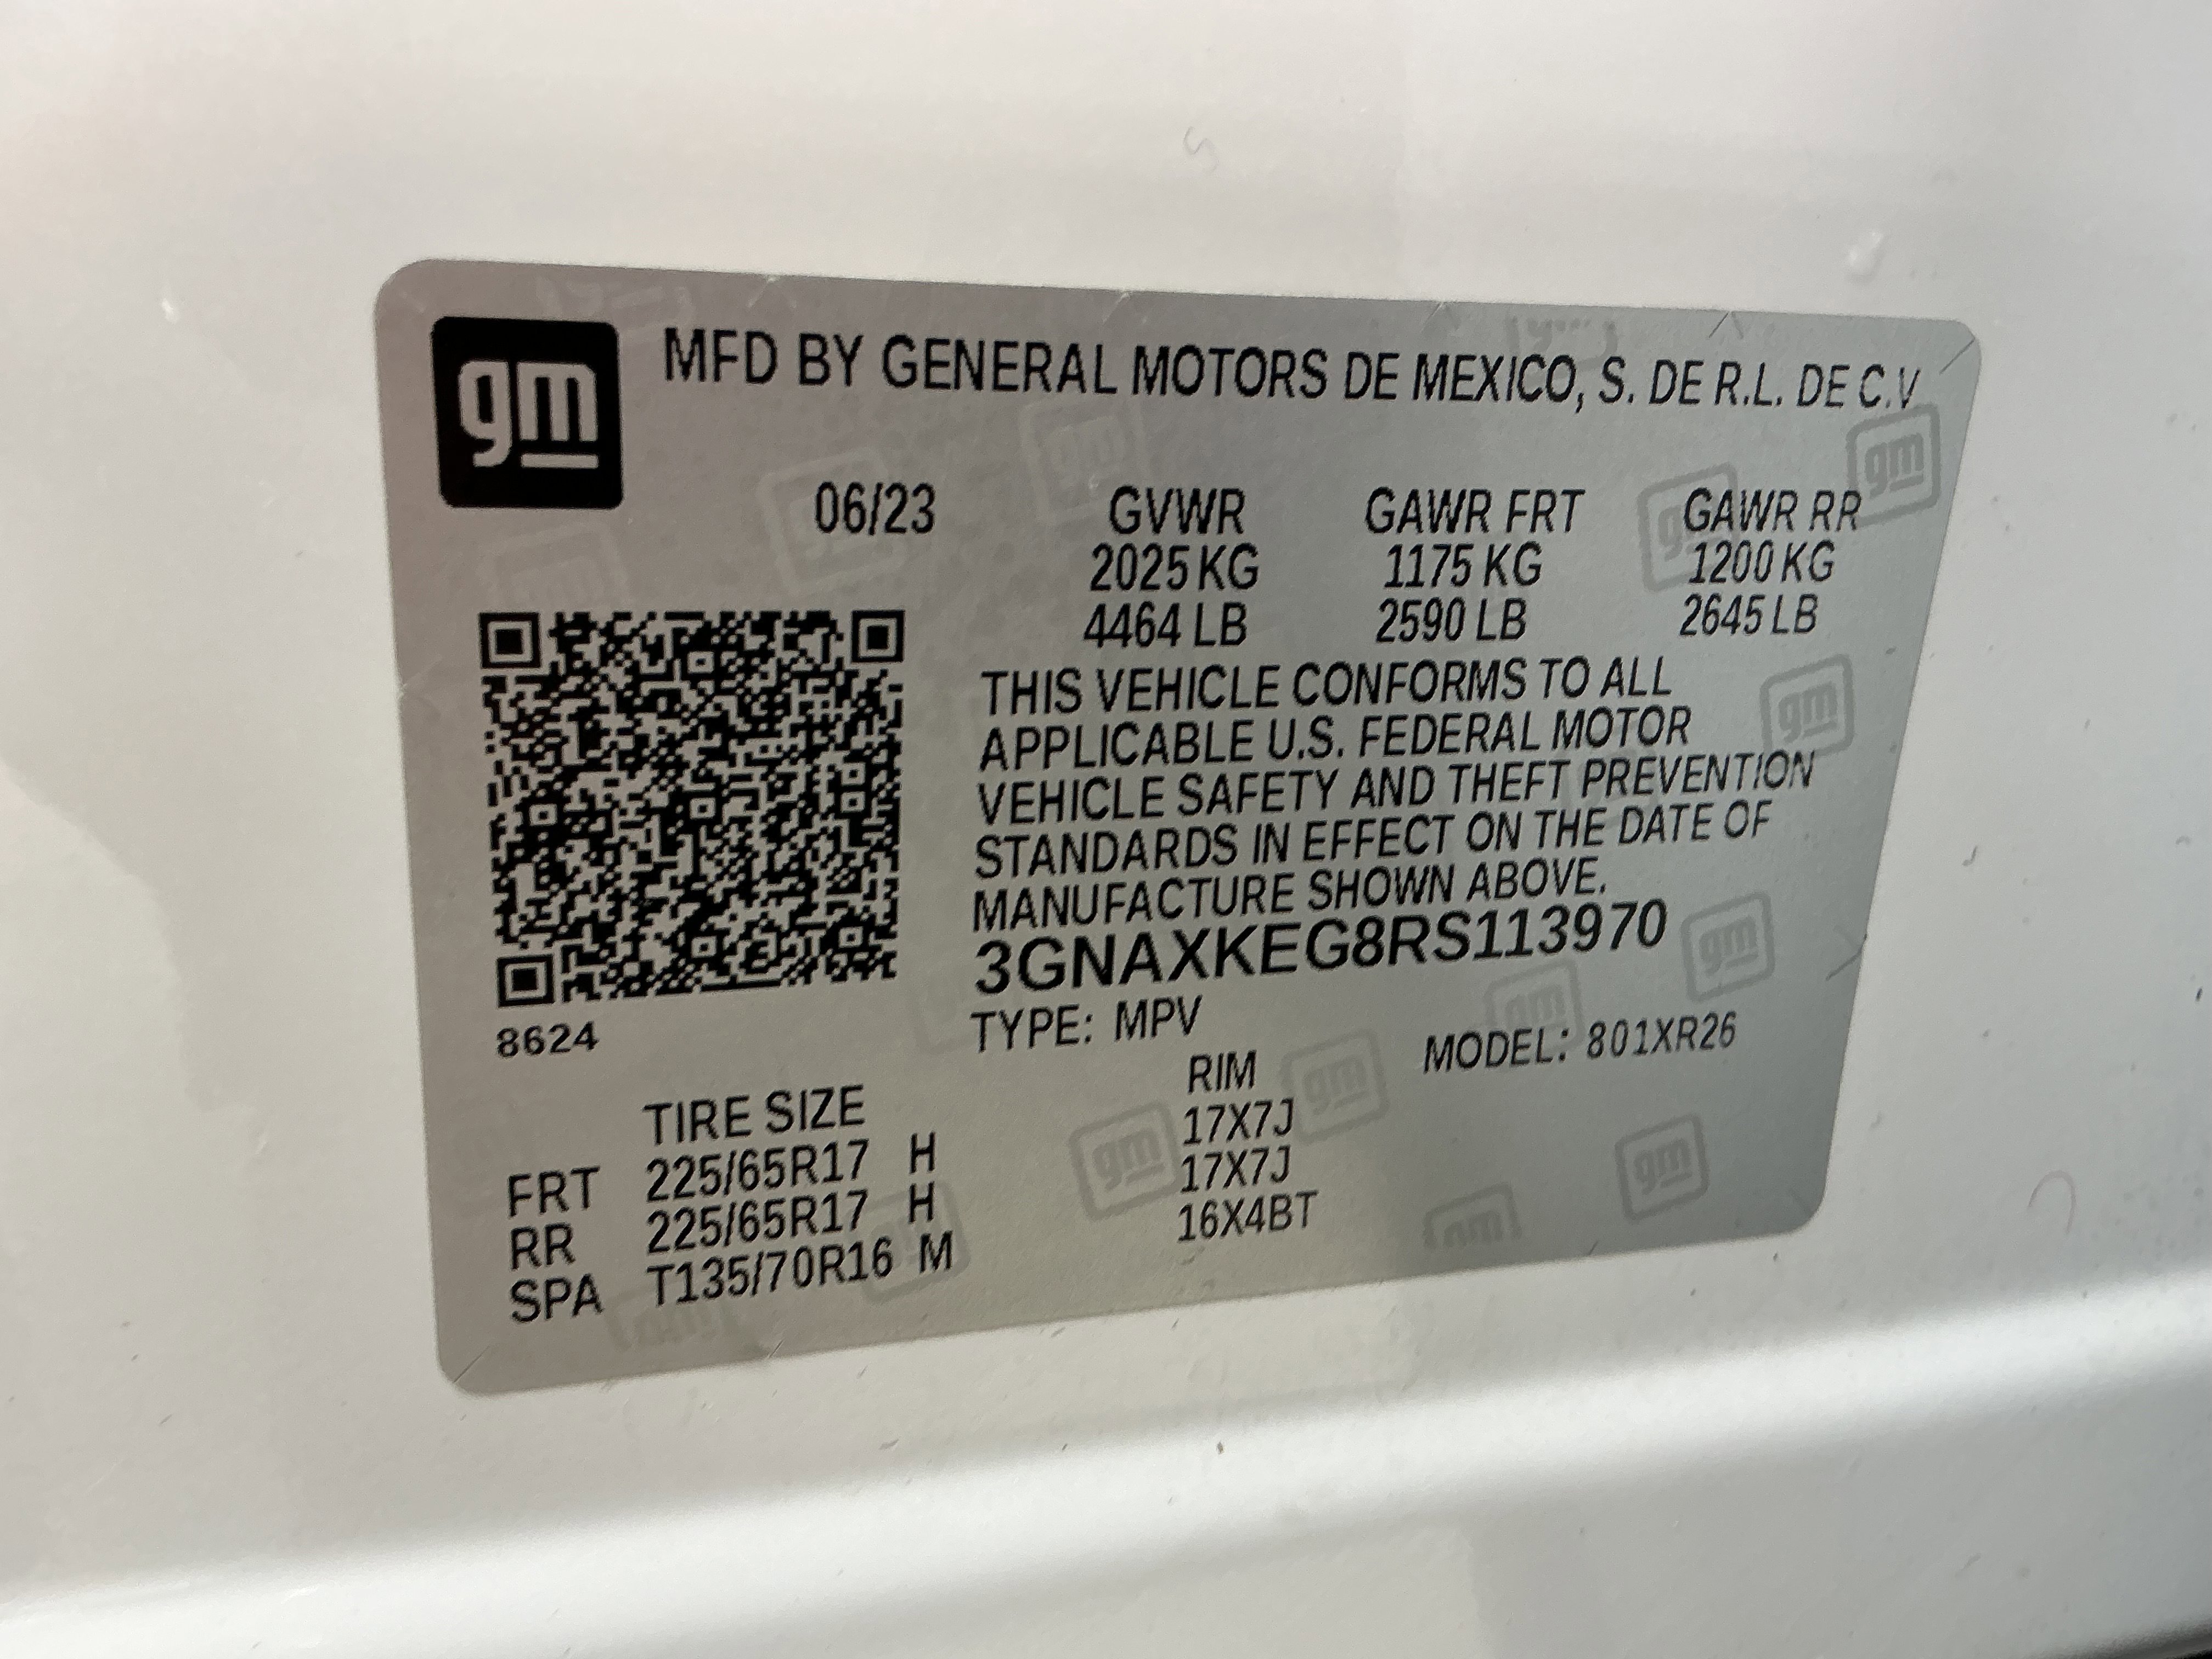 gm MFD BY GENERAL MOTORS DE MEXICO, S. DE R.L. DE C.V
06/23 GVWR GAWR FRT GAWR RR
2025 KG 1175 KG 1200 KG
4464 LB 2590 LB 2645 LB
THIS VEHICLE CONFORMS TO ALL
APPLICABLE U.S. FEDERAL MOTOR
VEHICLE SAFETY AND THEFT PREVENTION
STANDARDS IN EFFECT ON THE DATE OF
MANUFACTURE SHOWN ABOVE.
3GNAXKEG8RS113970
8624
TYPE: MPV MODEL: 801XR26
TIRE SIZE RIM
FRT 225/65R17 H 17X7J
RR 225/65R17 H 17X7J
SPA T135/70R16 M 16X4BT